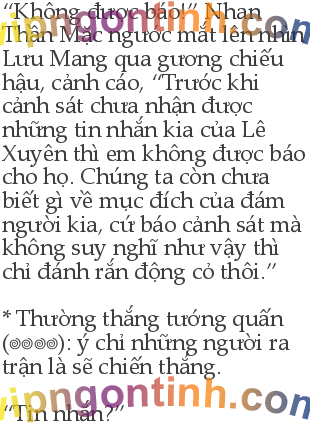 “Không được báo!” Nhan
Thần Mặc ngước mắt lên nhìn
Lưu Mang qua gương chiếu
hậu, cảnh cáo, “Trước khi
cảnh sát chưa nhận được
những tin nhắn kia của Lê
Xuyên thì em không được báo
cho họ. Chúng ta còn chưa
biết gì về mục đích của đám
người kia, cứ báo cảnh sát mà
không suy nghĩ như vậy thì
chỉ đánh rắn động cỏ thôi.”
* Thường thắng tướng quấn
(๏๏๏๏): ý chỉ những người ra
trận là sẽ chiến thắng.
“Tin nhắn?”
vipngontinh.com
vipngontinh.com